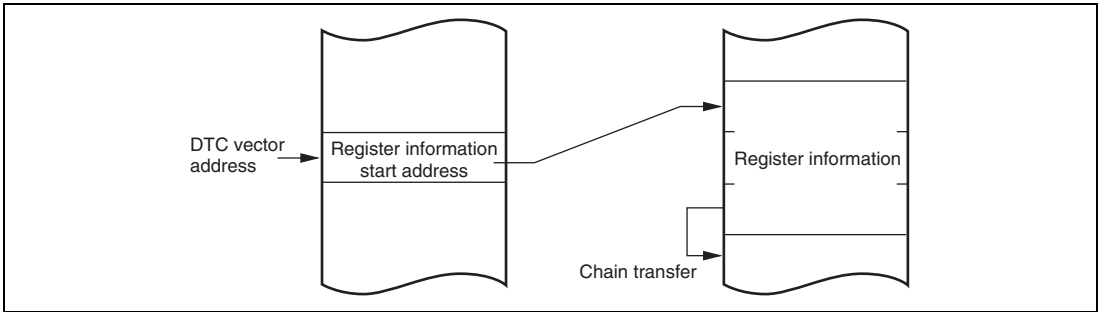 DTC vector
address
Register information
start address
Register information
Chain transfer